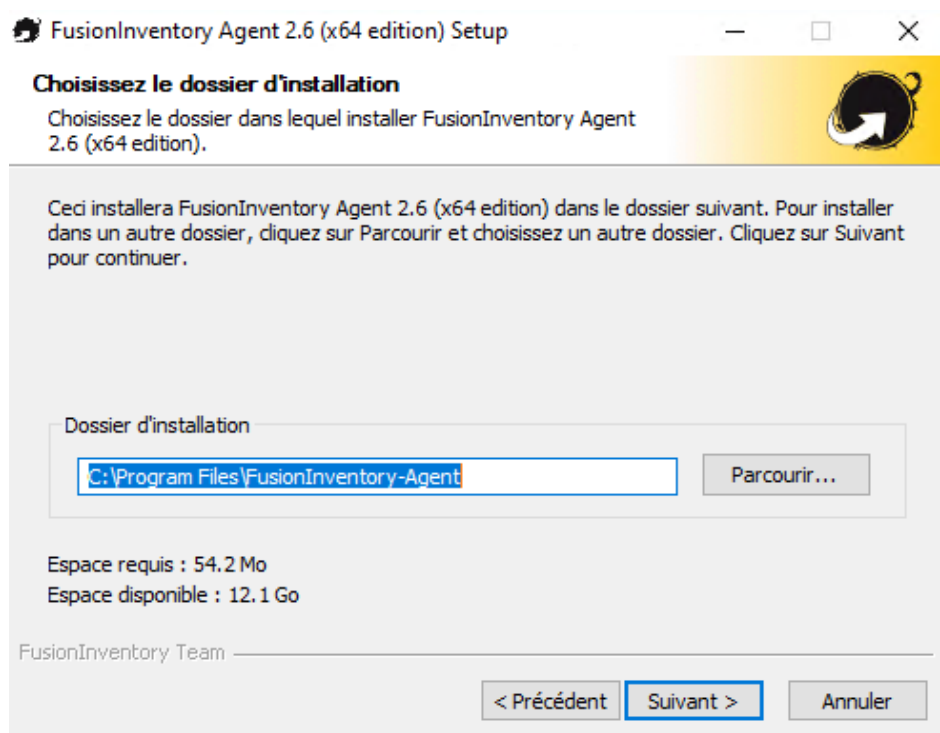 FusionInventory Agent 2.6 (x64 edition) Setup
Choisissez le dossier d'installation
Choisissez le dossier dans lequel installer FusionInventory Agent
2.6 (x64 edition).
Ceci installera FusionInventory Agent 2.6 (x64 edition) dans le dossier suivant. Pour installer
dans un autre dossier, cliquez sur Parcourir et choisissez un autre dossier. Cliquez sur Suivant
pour continuer.
Dossier d'installation
C:\Program Files\FusionInventory-Agent
Parcourir...
Espace requis : 54.2 Mo
Espace disponible : 12.1 Go
FusionInventory Team
< Précédent
Suivant >
Annuler